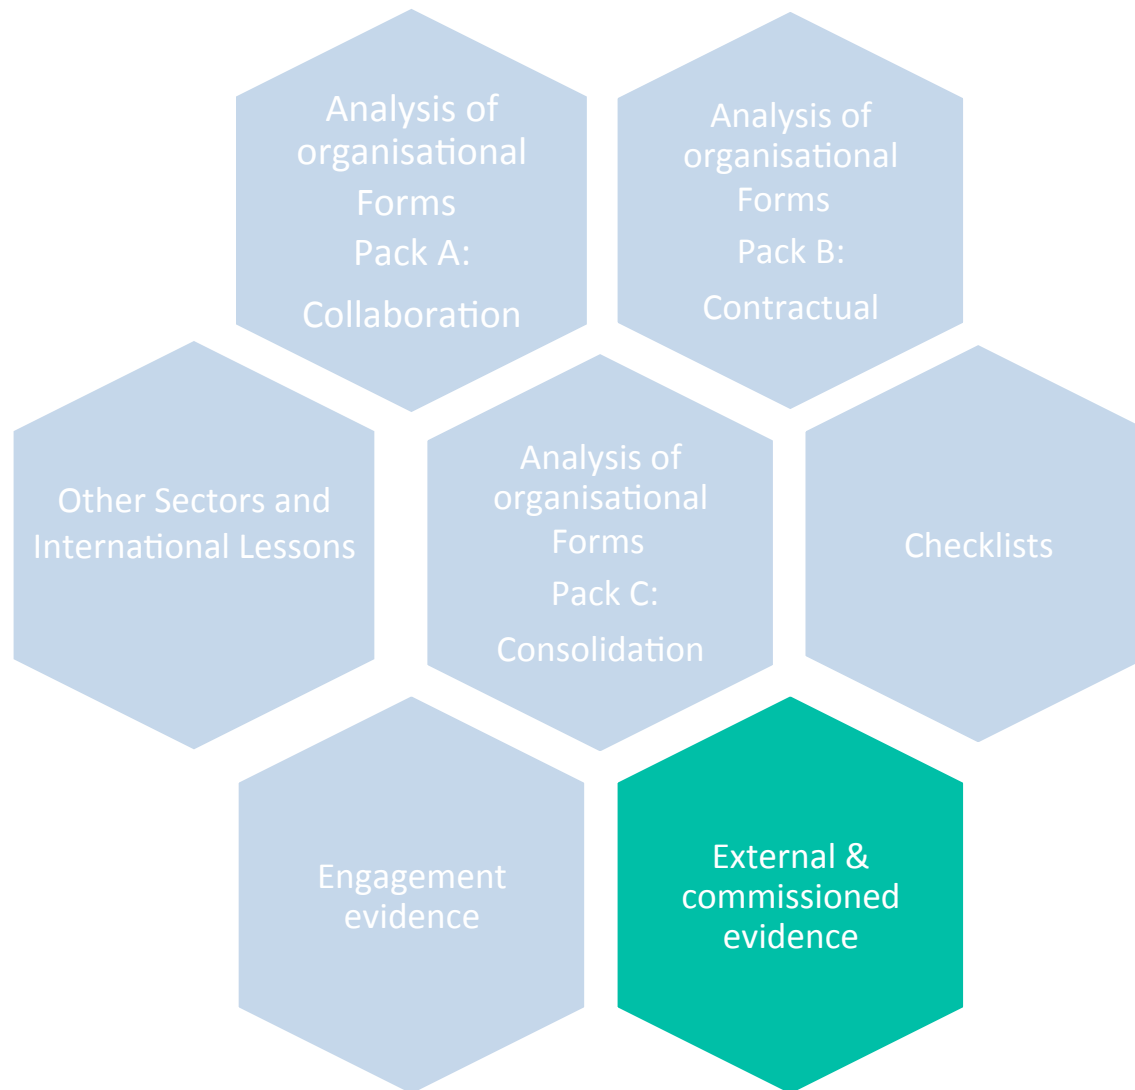 Analysis of
organisational
Forms
Pack A:
Collaboration
Analysis of
organisational
Forms
Pack B:
Contractual
Other Sectors and
International Lessons
Analysis of
organisational
Forms
Pack C:
Consolidation
Checklists
Engagement
evidence
External &
commissioned
evidence